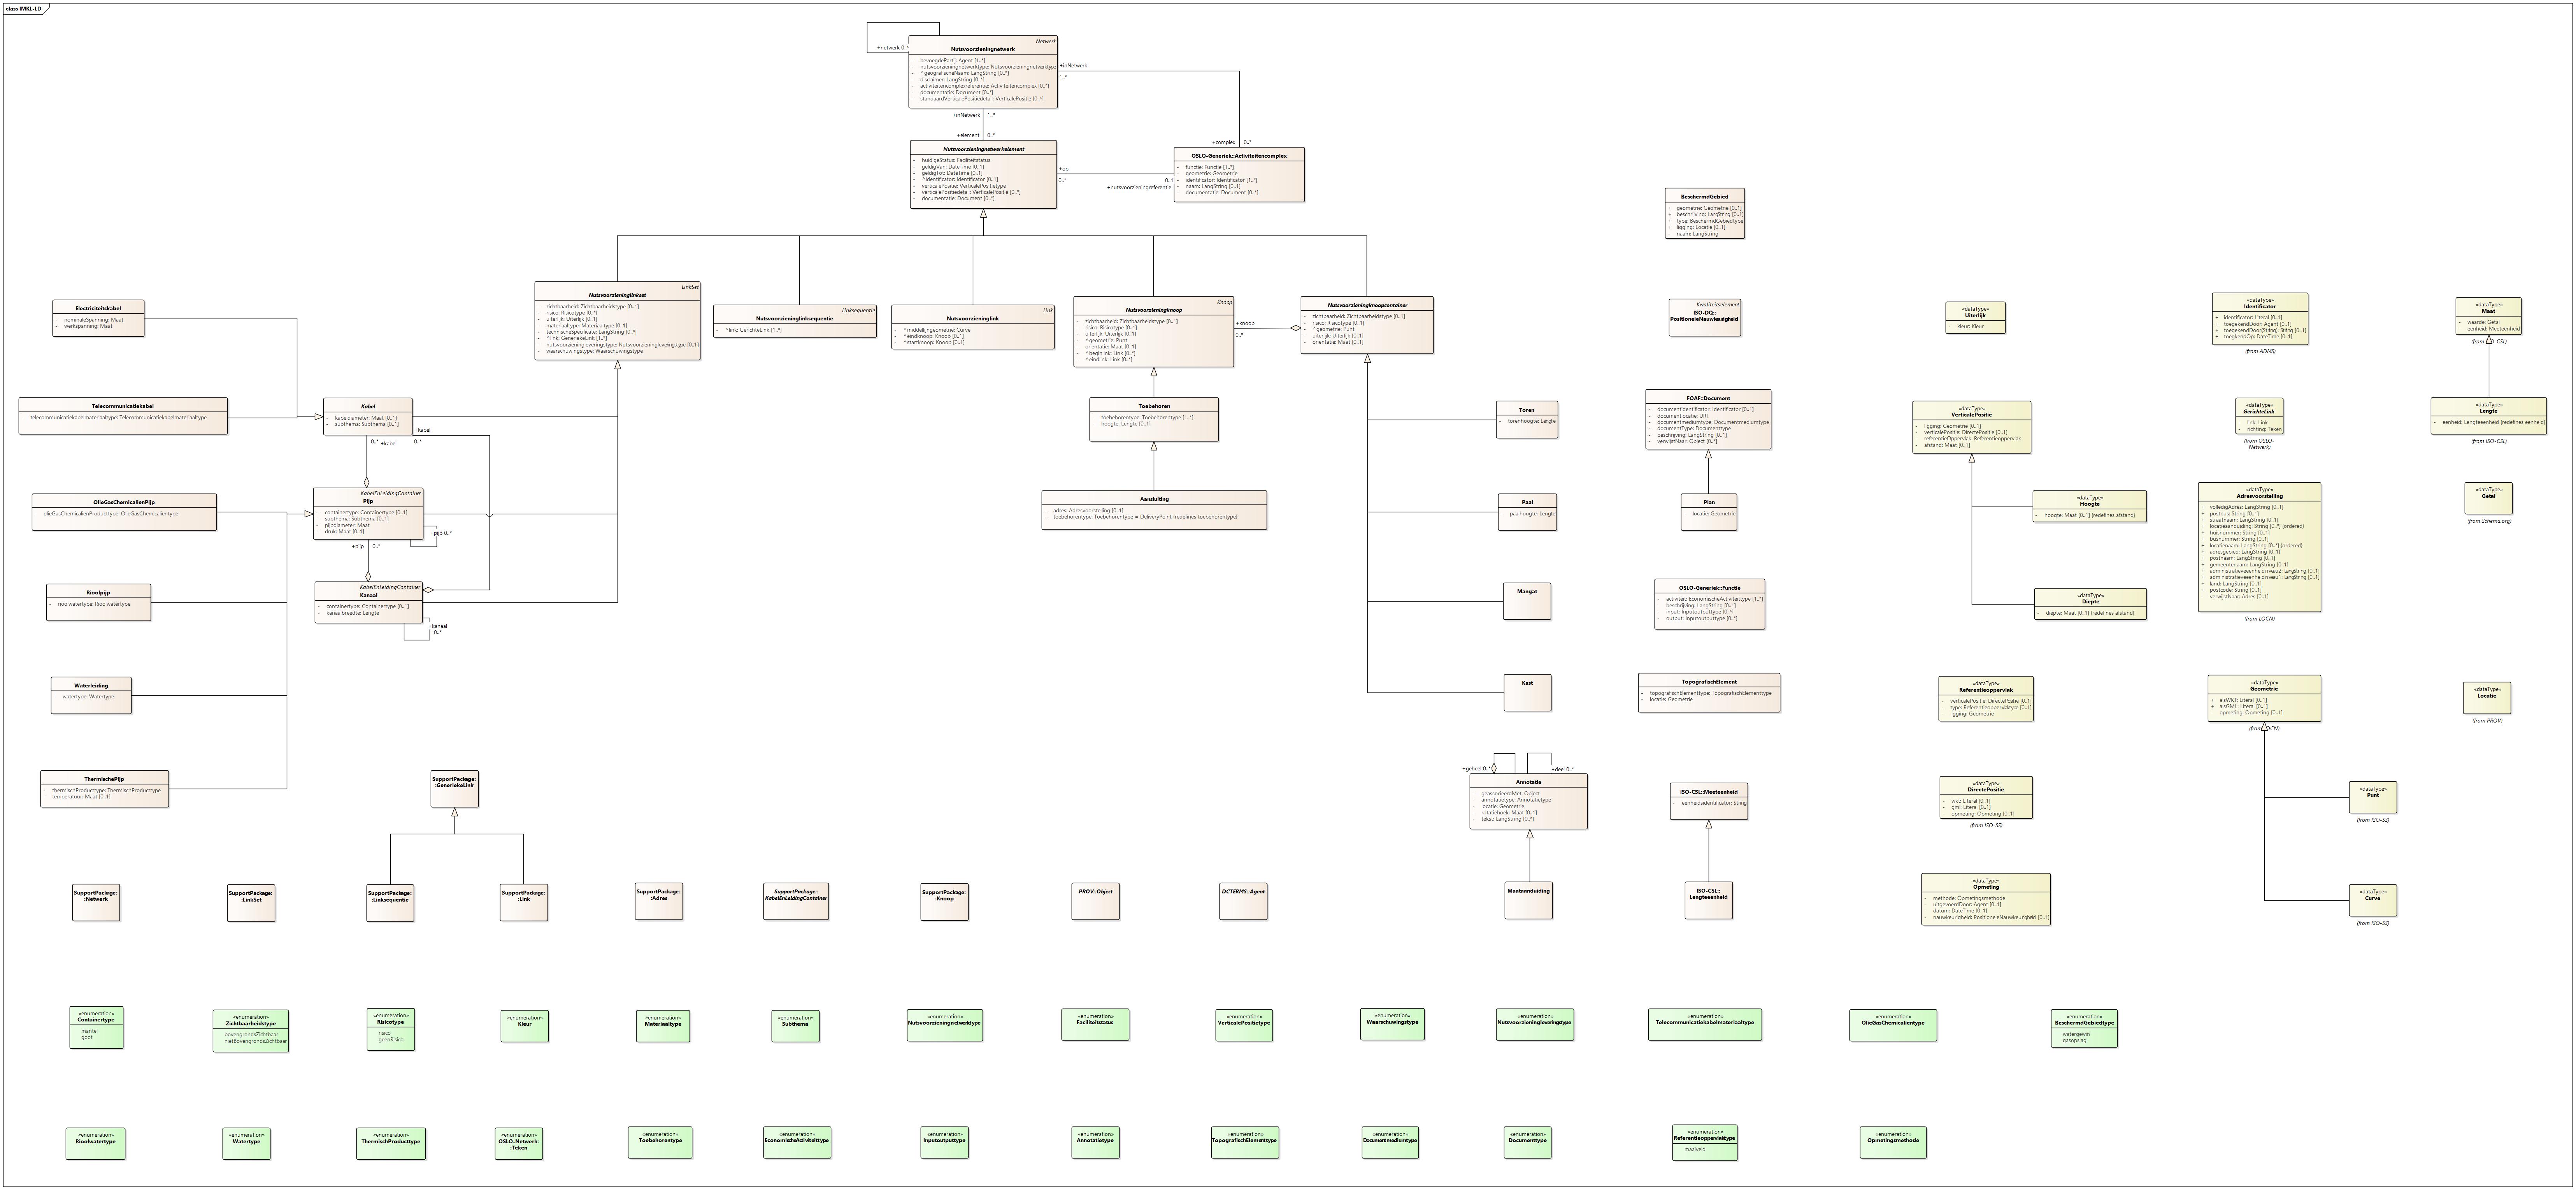 class IMKL-LD
Netwerk
Nutsvoorzieningnetwerk
- bevoegdePartij: Agent [1..*]
- nutsvoorzieningnetwerktype: Nutsvoorzieningnetwerktype
- ^geografischeNaam: LangString [0..*]
- disclaimer: LangString [0..*]
- activiteitencomplexreferentie: Activiteitencomplex [0..*]
- documentatie: Document [0..*]
- standaardVerticalePositiedetail: VerticalePositie [0..*]
+netwerk 0..*
+inNetwerk
1..*
+inNetwerk 1..*
+element 0..*
+complex 0..*
Nutsvoorzieningnetwerkelement
- huidigeStatus: Faciliteitstatus
- geldigVan: DateTime [0..1]
- geldigTot: DateTime [0..1]
- ^identificator: Identificator [0..1]
- verticalePositie: VerticalePositietype
- verticalePositiedetail: VerticalePositie [0..*]
- documentatie: Document [0..*]
+op
0..*
0..1
+nutsvoorzieningreferentie
OSLO-Generiek::Activiteitencomplex
- functie: Functie [1..*]
- geometrie: Geometrie
- identificator: Identificator [1..*]
- naam: LangString [0..1]
- documentatie: Document [0..*]
BeschermdGebied
+ geometrie: Geometrie [0..1]
+ beschrijving: LangString [0..1]
+ type: BeschermdGebiedtype
+ ligging: Locatie [0..1]
- naam: LangString
Electriciteitskabel
- nominaleSpanning: Maat
- werkspanning: Maat
LinkSet
Nutsvoorzieninglinkset
- zichtbaarheid: Zichtbaarheidstype [0..1]
- risico: Risicotype [0..*]
- uiterlijk: Uiterlijk [0..1]
- materiaaltype: Materiaaltype [0..1]
- technischeSpecificatie: LangString [0..*]
- ^link: GeneriekeLink [1..*]
- nutsvoorzieningleveringstype: Nutsvoorzieningleveringstype [0..1]
- waarschuwingstype: Waarschuwingstype
Linksequentie
Nutsvoorzieninglinksequentie
- ^link: GerichteLink [1..*]
Link
Nutsvoorzieninglink
- ^middellijngeometrie: Curve
- ^eindknoop: Knoop [0..1]
- ^startknoop: Knoop [0..1]
Knoop
Nutsvoorzieningknoop
- zichtbaarheid: Zichtbaarheidstype [0..1]
- risico: Risicotype [0..1]
- uiterlijk: Uiterlijk [0..1]
- ^geometrie: Punt
- orientatie: Maat [0..1]
- ^beginlink: Link [0..*]
- ^eindlink: Link [0..*]
+knoop
0..*
Nutsvoorzieningknoopcontainer
- zichtbaarheid: Zichtbaarheidstype [0..1]
- risico: Risicotype [0..1]
- ^geometrie: Punt
- uiterlijk: Uiterlijk [0..1]
- orientatie: Maat [0..1]
Kwaliteitselement
ISO-DQ::
PositioneleNauwkeurigheid
«dataType»
Uiterlijk
- kleur: Kleur
«dataType»
Identificator
+ identificator: Literal [0..1]
+ toegekendDoor: Agent [0..1]
+ toegekendDoor(String): String [0..1]
+ toegekendOp: DateTime [0..1]
(from ADMS)
«dataType»
Maat
- waarde: Getal
- eenheid: Meeteenheid
Telecommunicatiekabel
- telecommunicatiekabelmateriaaltype: Telecommunicatiekabelmateriaaltype
Kabel
- kabeldiameter: Maat [0..1]
- subthema: Subthema [0..1]
0..* +kabel
+kabel
0..*
Toebehoren
- toebehorentype: Toebehorentype [1..*]
- hoogte: Lengte [0..1]
Toren
- torenhoogte: Lengte
FOAF::Document
- documentidentificator: Identificator [0..1]
- documentlocatie: URI
- documentmediumtype: Documentmediumtype
- documentType: Documenttype
- beschrijving: LangString [0..1]
- verwijstNaar: Object [0..*]
«dataType»
VerticalePositie
- ligging: Geometrie [0..1]
- verticalePositie: DirectePositie [0..1]
- referentieOppervlak: Referentieoppervlak
- afstand: Maat [0..1]
«dataType»
GerichteLink
- link: Link
- richting: Teken
(from OSLO-
Netwerk)
«dataType»
Lengte
- eenheid: Lengteeenheid {redefines eenheid}
(from ISO-CSL)
OlieGasChemicalienPijp
- olieGasChemicalienProducttype: OlieGasChemicalientype
KabelEnLeidingContainer
Pijp
- containertype: Containertype [0..1]
- subthema: Subthema [0..1]
- pijpdiameter: Maat
- druk: Maat [0..1]
+pijp 0..*
+pijp 0..*
Aansluiting
- adres: Adresvoorstelling [0..1]
- toebehorentype: Toebehorentype = DeliveryPoint {redefines toebehorentype}
Paal
- paalhoogte: Lengte
Plan
- locatie: Geometrie
«dataType»
Hoogte
- hoogte: Maat [0..1] {redefines afstand}
«dataType»
Adresvoorstelling
+ volledigAdres: LangString [0..1]
+ postbus: String [0..1]
+ straatnaam: LangString [0..1]
+ locatieaanduiding: String [0..*] {ordered}
+ huisnummer: String [0..1]
+ busnummer: String [0..1]
+ locatienaam: LangString [0..*] {ordered}
+ adresgebied: LangString [0..1]
+ postnaam: LangString [0..1]
+ gemeentenaam: LangString [0..1]
+ administratieveeenheidniveau2: LangString [0..1]
+ administratieveeenheidniveau1: LangString [0..1]
+ land: LangString [0..1]
+ postcode: String [0..1]
- verwijstNaar: Adres [0..1]
(from LOCN)
«dataType»
Getal
(from Schema.org)
Rioolpijp
- rioolwatertype: Rioolwatertype
KabelEnLeidingContainer
Kanaal
- containertype: Containertype [0..1]
- kanaalbreedte: Lengte
+kanaal
0..*
Mangat
OSLO-Generiek::Functie
- activiteit: EconomischeActiviteittype [1..*]
- beschrijving: LangString [0..1]
- input: Inputoutputtype [0..*]
- output: Inputoutputtype [0..*]
«dataType»
Diepte
- diepte: Maat [0..1] {redefines afstand}
Waterleiding
- watertype: Watertype
Kast
TopografischElement
- topografischElementtype: TopografischElementtype
- locatie: Geometrie
«dataType»
Referentieoppervlak
- verticalePositie: DirectePositie [0..1]
- type: Referentieoppervlaktype [0..1]
- ligging: Geometrie
«dataType»
Geometrie
+ alsWKT: Literal [0..1]
+ alsGML: Literal [0..1]
- opmeting: Opmeting [0..1]
«dataType»
Locatie
(from PROV)
ThermischePijp
- thermischProducttype: ThermischProducttype
- temperatuur: Maat [0..1]
SupportPackage:
:GeneriekeLink
+geheel 0..*
+deel 0..*
Annotatie
- geassocieerdMet: Object
- annotatietype: Annotatietype
- locatie: Geometrie
- rotatiehoek: Maat [0..1]
- tekst: LangString [0..*]
ISO-CSL::Meeteenheid
- eenheidsidentificator: String
«dataType»
DirectePositie
- wkt: Literal [0..1]
- gml: Literal [0..1]
- opmeting: Opmeting [0..1]
(from ISO-SS)
«dataType»
Punt
(from ISO-SS)
SupportPackage:
:Netwerk
SupportPackage:
:LinkSet
SupportPackage:
:Linksequentie
SupportPackage:
:Link
SupportPackage:
:Adres
SupportPackage::
KabelEnLeidingContainer
SupportPackage:
:Knoop
PROV::Object
DCTERMS::Agent
Maataanduiding
ISO-CSL::
Lengteeenheid
«dataType»
Opmeting
- methode: Opmetingsmethode
- uitgevoerdDoor: Agent [0..1]
- datum: DateTime [0..1]
- nauwkeurigheid: PositioneleNauwkeurigheid [0..1]
«dataType»
Curve
(from ISO-SS)
«enumeration»
Containertype
mantel
goot
«enumeration»
Zichtbaarheidstype
bovengrondsZichtbaar
nietBovengrondsZichtbaar
«enumeration»
Risicotype
risico
geenRisico
«enumeration»
Kleur
«enumeration»
Materiaaltype
«enumeration»
Subthema
«enumeration»
Nutsvoorzieningnetwerktype
«enumeration»
Faciliteitstatus
«enumeration»
VerticalePositietype
«enumeration»
Waarschuwingstype
«enumeration»
Nutsvoorzieningleveringstype
«enumeration»
Telecommunicatiekabelmateriaaltype
«enumeration»
OlieGasChemicalientype
«enumeration»
BeschermdGebiedtype
watergewin
gasopslag
«enumeration»
Rioolwatertype
«enumeration»
Watertype
«enumeration»
ThermischProducttype
«enumeration»
OSLO-Netwerk:
:Teken
«enumeration»
Toebehorentype
«enumeration»
EconomischeActiviteittype
«enumeration»
Inputoutputtype
«enumeration»
Annotatietype
«enumeration»
TopografischElementtype
«enumeration»
Documentmediumtype
«enumeration»
Documenttype
«enumeration»
Referentieoppervlaktype
maaiveld
«enumeration»
Opmetingsmethode